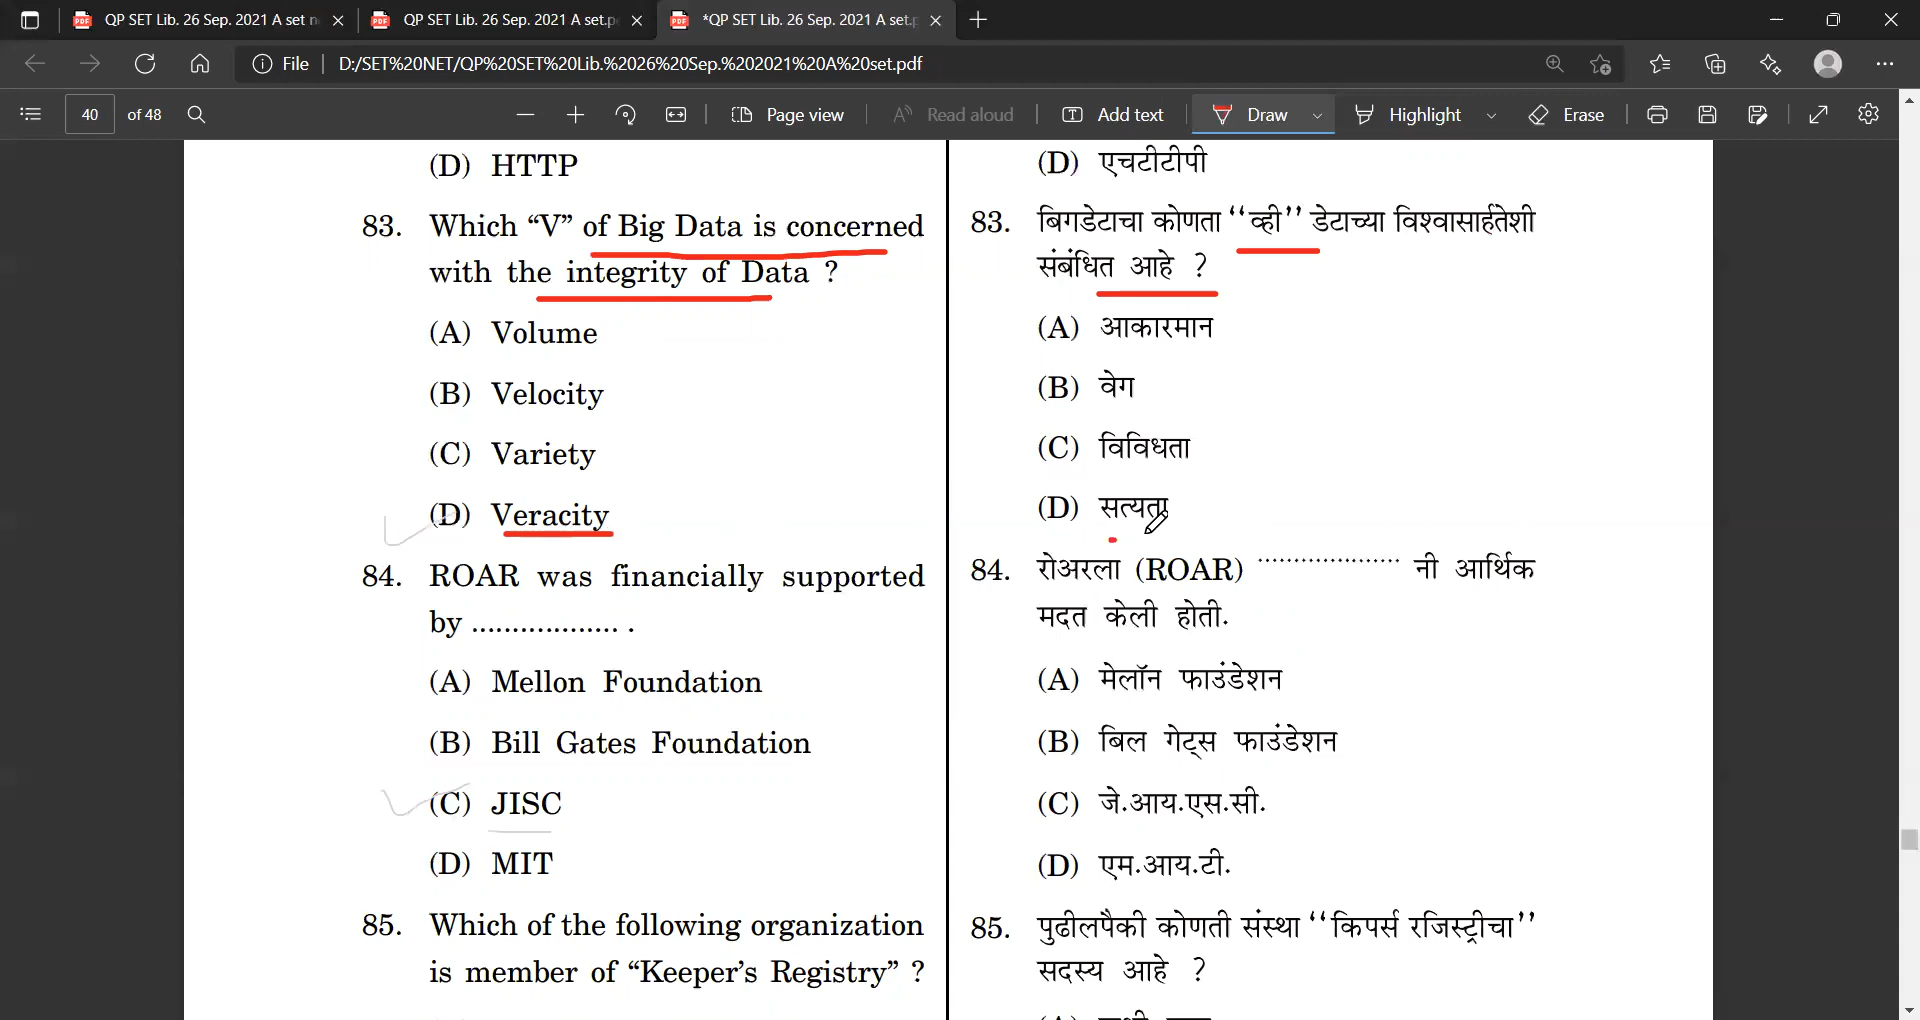 QP SET Lib. 26 Sep. 2021 A set n
QP SET Lib. 26 Sep. 2021 A set.p
*QP SET Lib. 26 Sep. 2021 A set.p
File
D:/SET%20NET/QP%20SET%20Lib.%2026%20Sep.%202021%20A%20set.pdf
40 of 48
Page view
Read aloud
Add text
Draw
Highlight
Erase
(D) HTTP
83. Which “V” of Big Data is concerned
with the integrity of Data ?
(A) Volume
(B) Velocity
(C) Variety
(D) Veracity
84. ROAR was financially supported
by .................. .
(A) Mellon Foundation
(B) Bill Gates Foundation
(C) JISC
(D) MIT
85. Which of the following organization
is member of “Keeper’s Registry” ?
(D) एचटीटीपी
83. बिगडेटाचा कोणता ‘‘व्ही’’ डेटाच्या विश्वासार्हतेशी
संबंधित आहे ?
(A) आकारमान
(B) वेग
(C) विविधता
(D) सत्यता
84. रोअरला (ROAR) .................. नी आर्थिक
मदत केली होती.
(A) मेलॉन फाउंडेशन
(B) बिल गेट्स फाउंडेशन
(C) जे.आय.एस.सी.
(D) एम.आय.टी.
85. पुढीलपैकी कोणती संस्था ‘‘किपर्स रजिस्ट्रीचा’’
सदस्य आहे ?